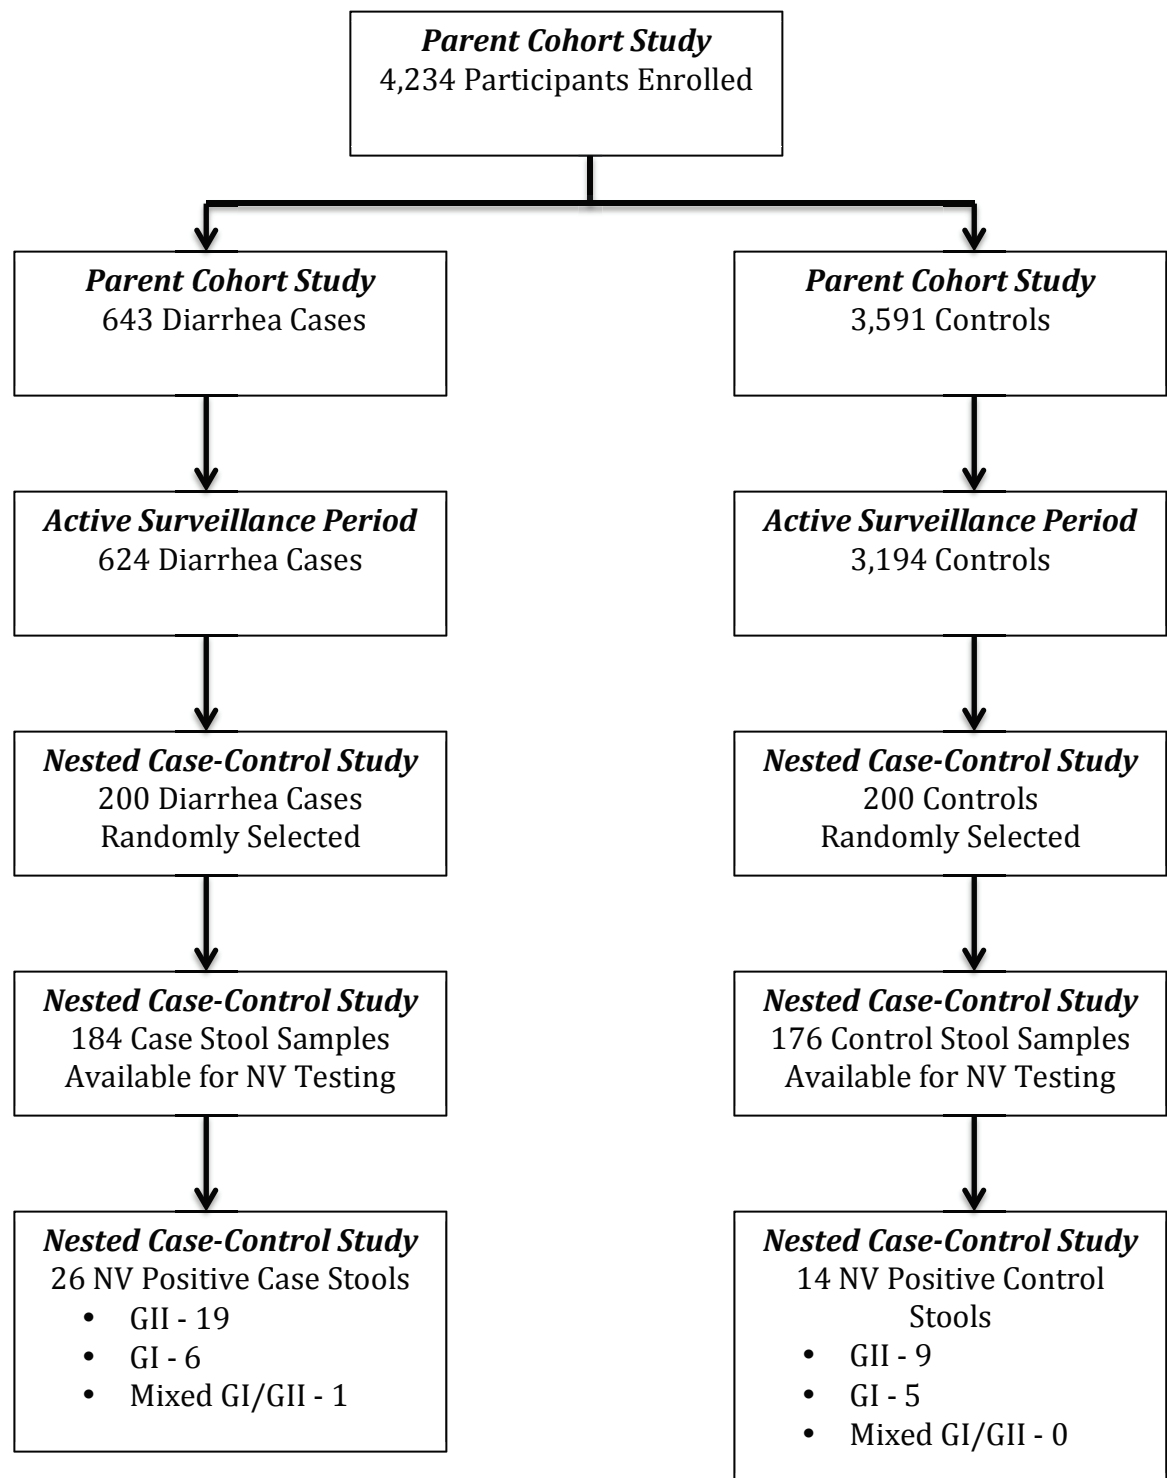 Parent Cohort Study
4,234 Participants Enrolled
Parent Cohort Study
643 Diarrhea Cases
Parent Cohort Study
3,591 Controls
Active Surveillance Period
624 Diarrhea Cases
Active Surveillance Period
3,194 Controls
Nested Case-Control Study
200 Diarrhea Cases
Randomly Selected
Nested Case-Control Study
200 Controls
Randomly Selected
Nested Case-Control Study
184 Case Stool Samples
Available for NV Testing
Nested Case-Control Study
176 Control Stool Samples
Available for NV Testing
Nested Case-Control Study
26 NV Positive Case Stools
• GII - 19
• GI - 6
• Mixed GI/GII - 1
Nested Case-Control Study
14 NV Positive Control
Stools
• GII - 9
• GI - 5
• Mixed GI/GII - 0